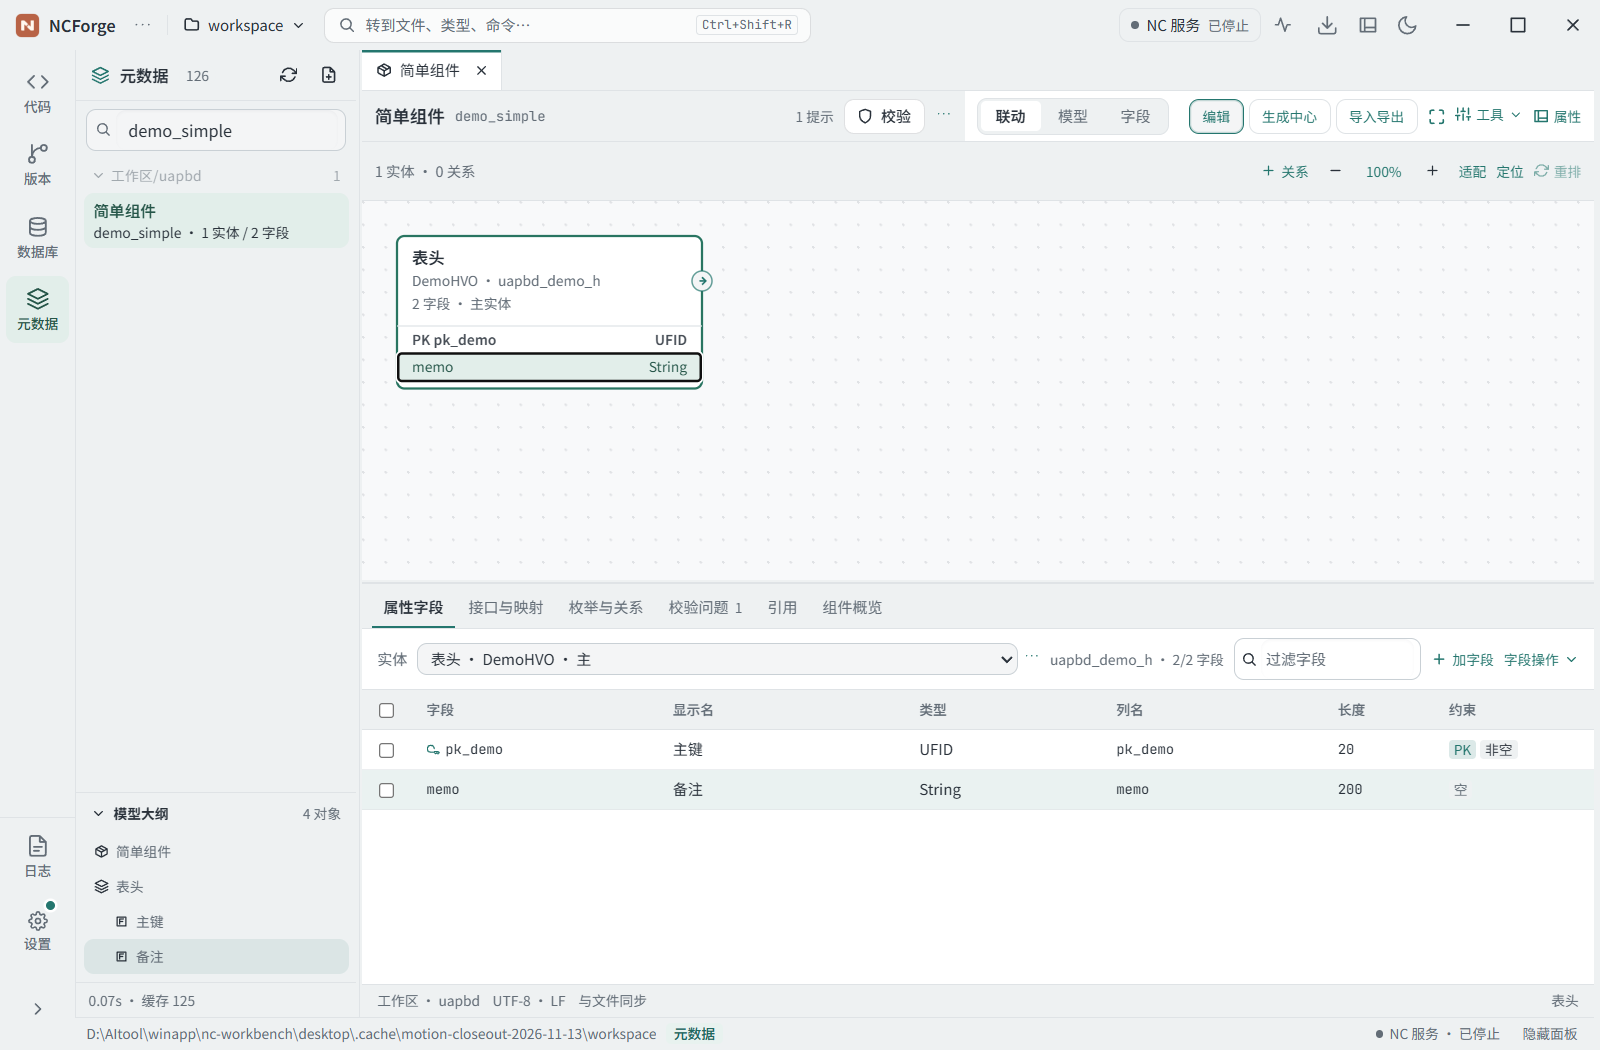 NCForge ··· workspace 转到文件、类型、命令··· Ctrl+Shift+R NC 服务 已停止
代码
版本
数据库
元数据
日志
设置
元数据 126
demo_simple
工作区/uapbd 1
简单组件
demo_simple • 1 实体 / 2 字段
模型大纲 4 对象
简单组件
表头
主键
备注
0.07s • 缓存 125
简单组件
简单组件 demo_simple 1 提示 校验 ··· 联动 模型 字段 编辑 生成中心 导入导出 工具 属性
1 实体 • 0 关系 + 关系 − 100% + 适配 定位 重排
表头
DemoHVO • uapbd_demo_h
2 字段 • 主实体
PK pk_demo UFID
memo String
属性字段 接口与映射 枚举与关系 校验问题 1 引用 组件概览
实体 表头 • DemoHVO • 主 ··· uapbd_demo_h • 2/2 字段 过滤字段 + 加字段 字段操作
字段 显示名 类型 列名 长度 约束
pk_demo 主键 UFID pk_demo 20 PK 非空
memo 备注 String memo 200 空
工作区 • uapbd UTF-8 • LF 与文件同步 表头
D:\AItool\winapp\nc-workbench\desktop\.cache\motion-closeout-2026-11-13\workspace 元数据 NC 服务 • 已停止 隐藏面板